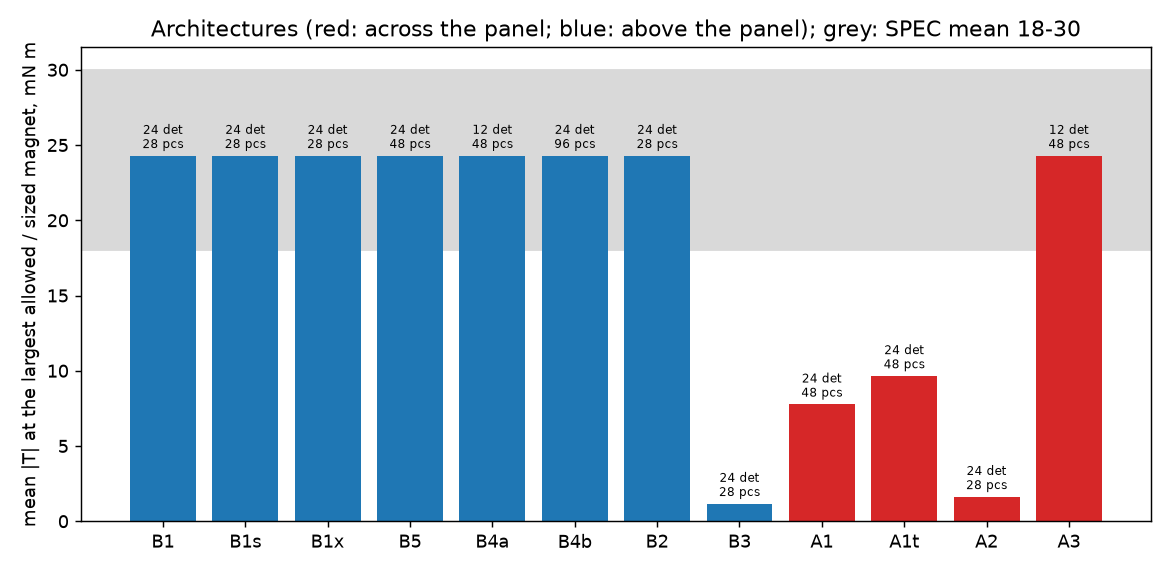 Architectures (red: across the panel; blue: above the panel); grey: SPEC mean 18-30
mean |T| at the largest allowed / sized magnet, mN m
30
25
20
15
10
5
0
24 det
28 pcs
24 det
28 pcs
24 det
28 pcs
24 det
48 pcs
12 det
48 pcs
24 det
96 pcs
24 det
28 pcs
24 det
28 pcs
24 det
48 pcs
24 det
48 pcs
24 det
28 pcs
12 det
48 pcs
B1 B1s B1x B5 B4a B4b B2 B3 A1 A1t A2 A3